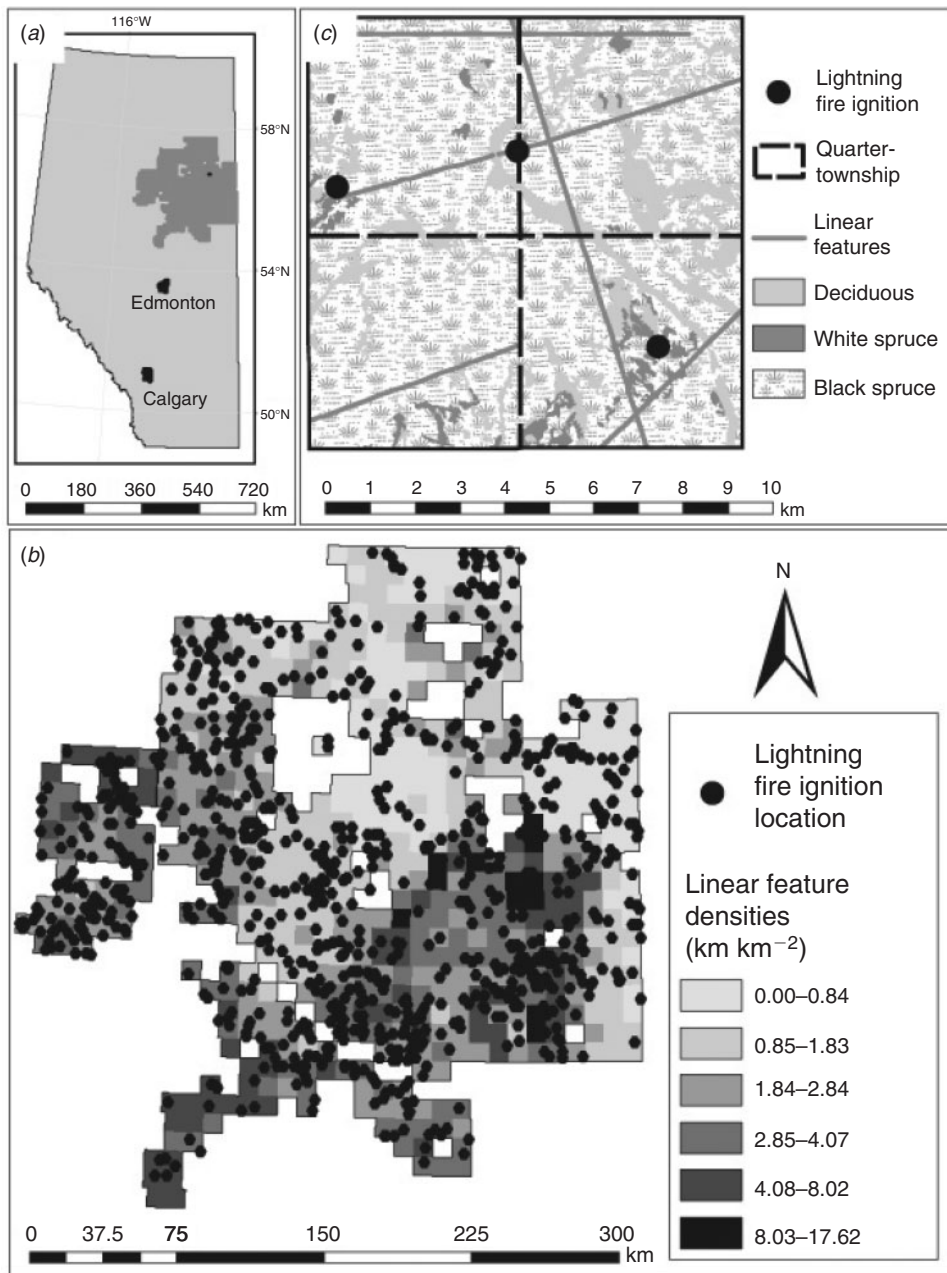 (a)
116°W
58°N
54°N
Edmonton
Calgary
50°N
0 180 360 540 720
km
(c)
Lightning
fire ignition
Quarter-
township
Linear
features
Deciduous
White spruce
Black spruce
0 1 2 3 4 5 6 7 8 9 10
km
(b)
N
Lightning
fire ignition
location
Linear feature
densities
(km km⁻²)
0.00–0.84
0.85–1.83
1.84–2.84
2.85–4.07
4.08–8.02
8.03–17.62
0 37.5 75 150 225 300
km